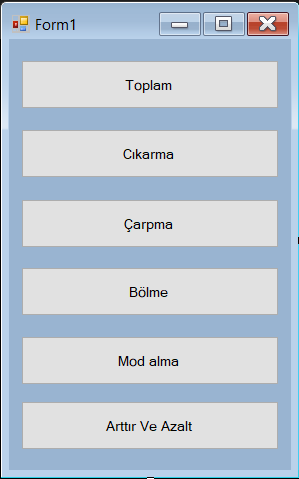 Form1
Toplam
Cıkarma
Çarpma
Bölme
Mod alma
Arttır Ve Azalt